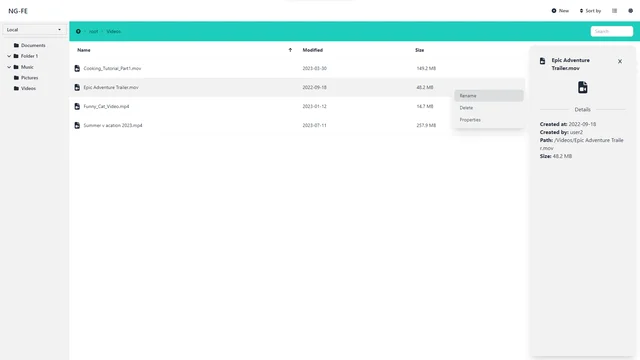 NG-FE
New
Sort by
Local
root
Videos
Search
Documents
Folder 1
Music
Pictures
Videos
Name
Modified
Size
Cooking_Tutorial_Part1.mov
2023-03-30
149.2 MB
Epic Adventure Trailer.mov
2022-09-18
48.2 MB
Funny_Cat_Video.mp4
2023-01-12
16.7 MB
Summer v acation 2023.mp4
2023-07-11
257.9 MB
Rename
Delete
Properties
Epic Adventure
Trailer.mov
Details
Created at: 2022-09-18
Created by: user2
Path: /Videos/Epic Adventure Traile
r.mov
Size: 48.2 MB